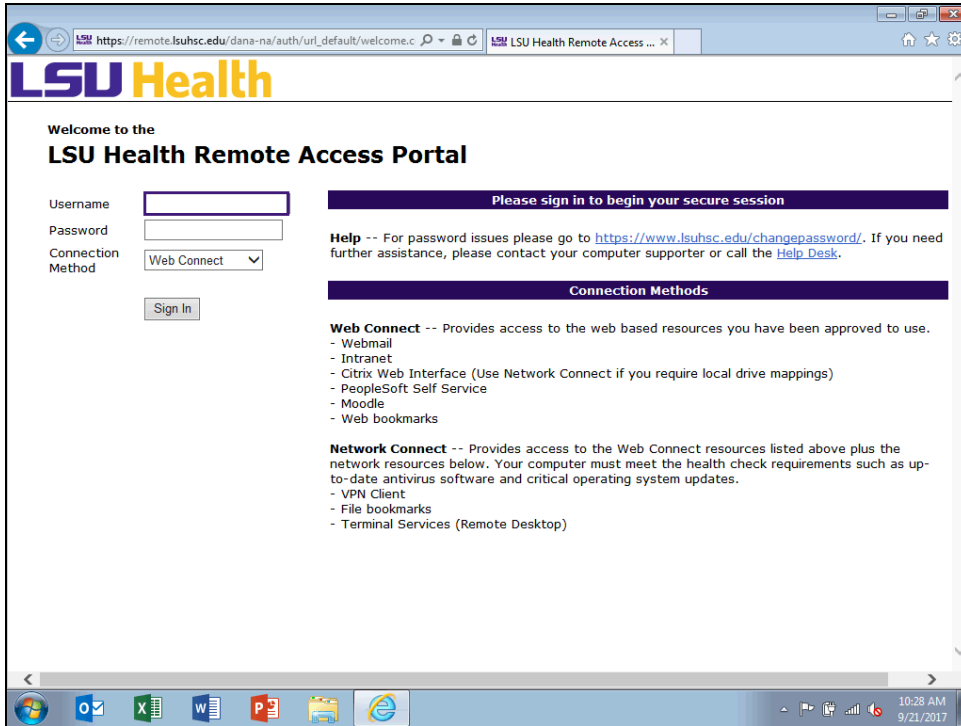 https://remote.lsuhsc.edu/dana-na/auth/url_default/welcome.c
LSU Health Remote Access ...
LSU Health
Welcome to the
LSU Health Remote Access Portal
Username
Password
Connection Method
Web Connect
Sign In
Please sign in to begin your secure session
Help -- For password issues please go to https://www.lsuhsc.edu/changepassword/. If you need
further assistance, please contact your computer supporter or call the Help Desk.
Connection Methods
Web Connect -- Provides access to the web based resources you have been approved to use.
- Webmail
- Intranet
- Citrix Web Interface (Use Network Connect if you require local drive mappings)
- PeopleSoft Self Service
- Moodle
- Web bookmarks
Network Connect -- Provides access to the Web Connect resources listed above plus the
network resources below. Your computer must meet the health check requirements such as up-
to-date antivirus software and critical operating system updates.
- VPN Client
- File bookmarks
- Terminal Services (Remote Desktop)
10:28 AM
9/21/2017